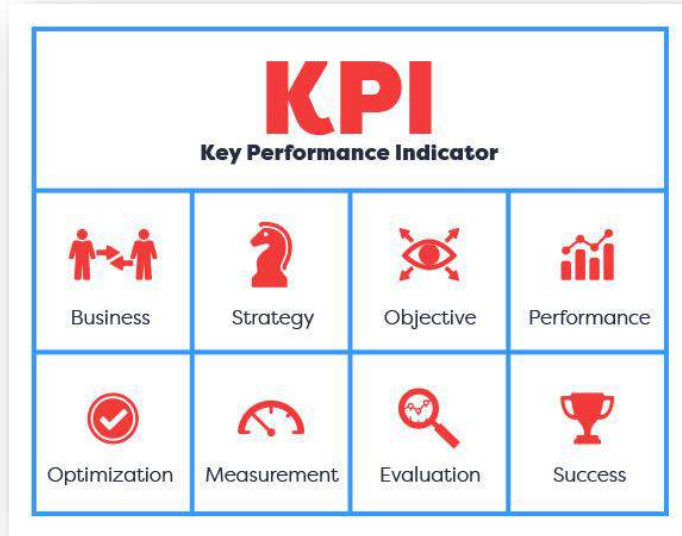 KPI
Key Performance Indicator
Business
Strategy
Objective
Performance
Optimization
Measurement
Evaluation
Success